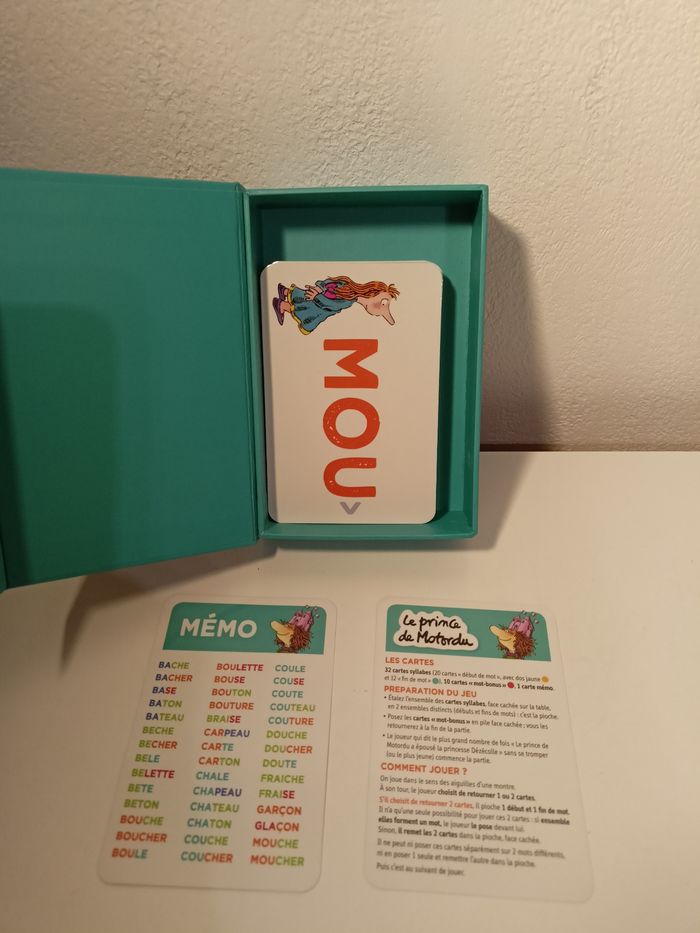 MOU
>
MÉMO
BACHE
BACHER
BASE
BATON
BATEAU
BECHE
BECHER
BELE
BELETTE
BETE
BETON
BOUCHE
BOUCHER
BOULE
BOULETTE
BOUSE
BOUTON
BOUTURE
BRAISE
CARPEAU
CARTE
CARTON
CHALE
CHAPEAU
CHATEAU
CHATON
COUCHE
COUCHER
COULE
COUSE
COUTE
COUTEAU
COUTURE
DOUCHE
DOUCHER
DOUTE
FRAICHE
FRAISE
GARÇON
GLAÇON
MOUCHE
MOUCHER
Le prince
de Motordu
LES CARTES
32 cartes syllabes (20 cartes « début de mot », avec dos jaune
et 12 « fin de mot » ), 10 cartes « mot-bonus » , 1 carte mémo.
PREPARATION DU JEU
• Étalez l'ensemble des cartes syllabes, face cachée sur la table,
en 2 ensembles distincts (débuts et fins de mots) : c'est la pioche.
• Posez les cartes « mot-bonus » en pile face cachée ; vous les
retournerez à la fin de la partie.
• Le joueur qui dit le plus grand nombre de fois « Le prince de
Motordu a épousé la princesse Dézécolle » sans se tromper
(ou le plus jeune) commence la partie.
COMMENT JOUER ?
On joue dans le sens des aiguilles d'une montre.
À son tour, le joueur choisit de retourner 1 ou 2 cartes.
S'il choisit de retourner 2 cartes, il pioche 1 début et 1 fin de mot.
Il n'a qu'une seule possibilité pour jouer ces 2 cartes : si ensemble
elles forment un mot, le joueur le pose devant lui.
Sinon, il remet les 2 cartes dans la pioche, face cachée.
Il ne peut ni poser ces cartes séparément sur 2 mots différents,
ni en poser 1 seule et remettre l'autre dans la pioche.
Puis c'est au suivant de jouer.